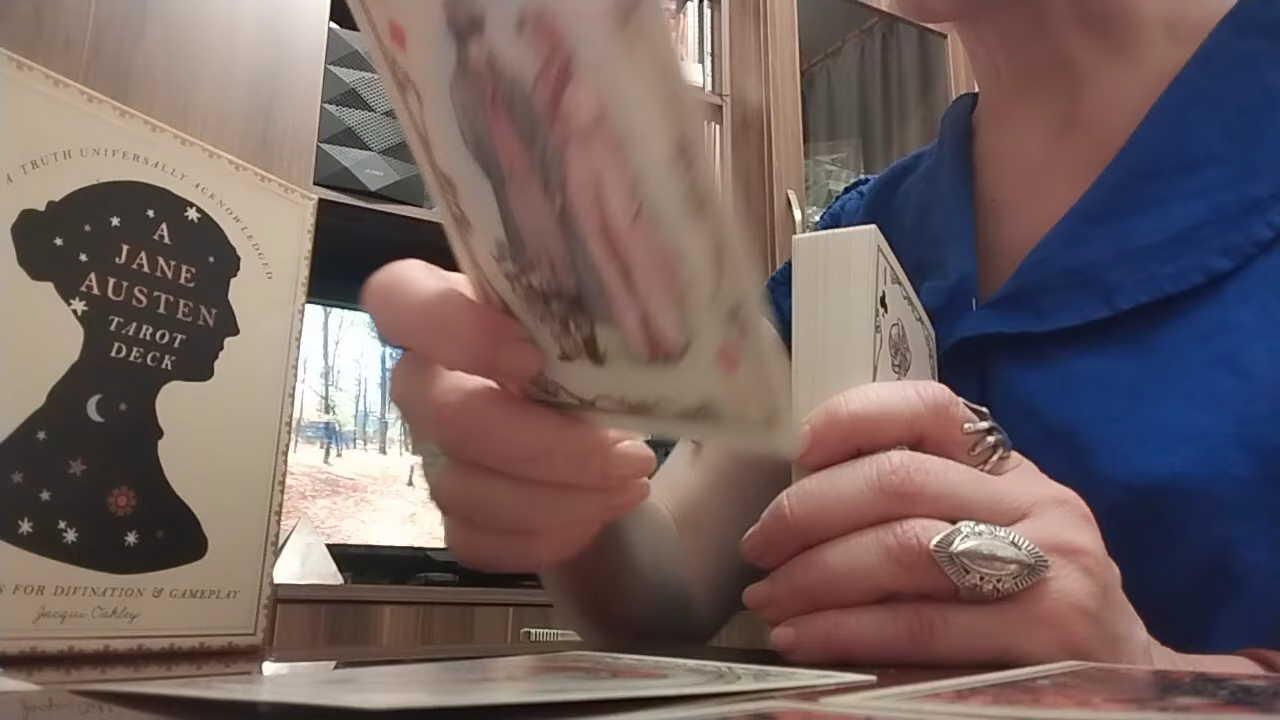 A TRUTH UNIVERSALLY ACKNOWLEDGED
A
JANE
AUSTEN
TAROT
DECK
FOR DIVINATION & GAMEPLAY
Jacqui Oakley